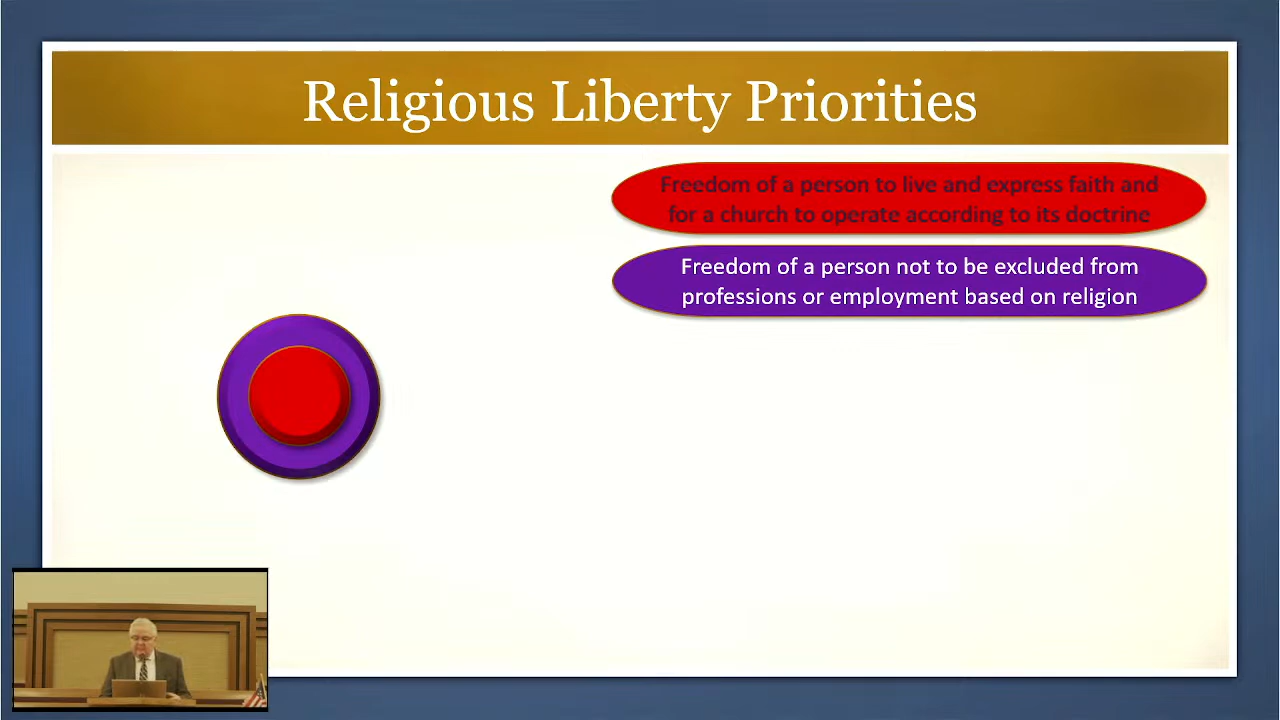 Religious Liberty Priorities
Freedom of a person to live and express faith and
for a church to operate according to its doctrine
Freedom of a person not to be excluded from
professions or employment based on religion